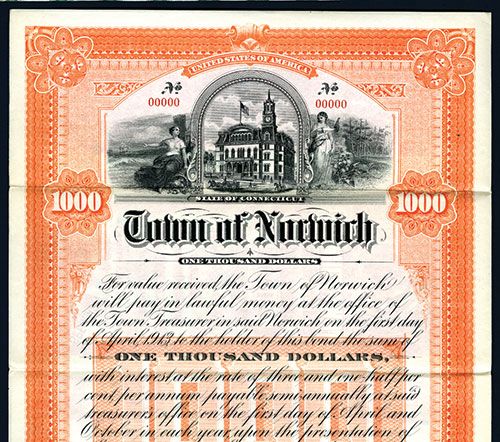 UNITED STATES OF AMERICA
No No
00000 00000
STATE OF CONNECTICUT
1000 1000
Town of Norwich
ONE THOUSAND DOLLARS
For value received the Town of Norwich
will pay in lawful money at the office of
the Town Treasurer in said Norwich on the first day
of April, 1913, to the holder of this bond the sum of
ONE THOUSAND DOLLARS,
with interest at the rate of three and one half per
cent per annum, payable semi-annually at said
treasurers office on the first day of April and
October in each year upon the presentation of